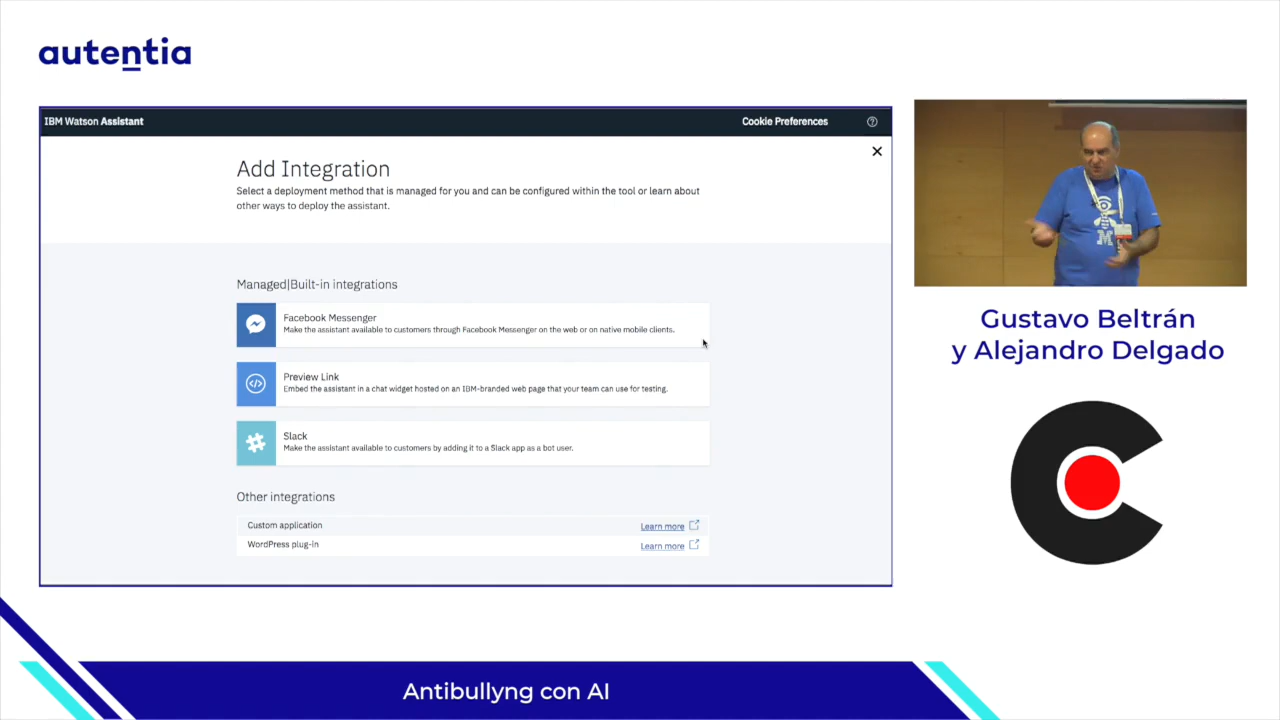 autentia
IBM Watson Assistant
Cookie Preferences
Add Integration
Select a deployment method that is managed for you and can be configured within the tool or learn about
other ways to deploy the assistant.
Managed|Built-in integrations
Facebook Messenger
Make the assistant available to customers through Facebook Messenger on the web or on native mobile clients.
Preview Link
Embed the assistant in a chat widget hosted on an IBM-branded web page that your team can use for testing.
Slack
Make the assistant available to customers by adding it to a Slack app as a bot user.
Other integrations
Custom application
Learn more
WordPress plug-in
Learn more
Gustavo Beltrán
y Alejandro Delgado
Antibullyng con AI